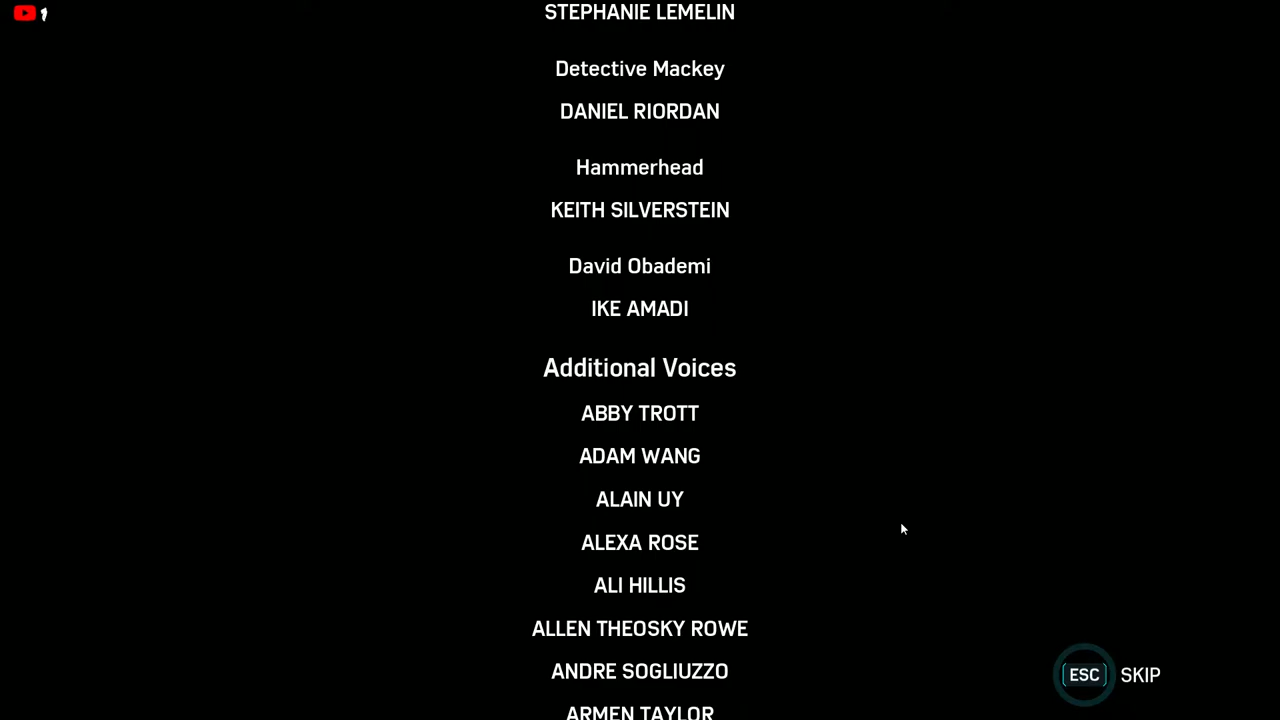 1
STEPHANIE LEMELIN
Detective Mackey
DANIEL RIORDAN
Hammerhead
KEITH SILVERSTEIN
David Obademi
IKE AMADI
Additional Voices
ABBY TROTT
ADAM WANG
ALAIN UY
ALEXA ROSE
ALI HILLIS
ALLEN THEOSKY ROWE
ANDRE SOGLIUZZO
ARMEN TAYLOR
ESC SKIP